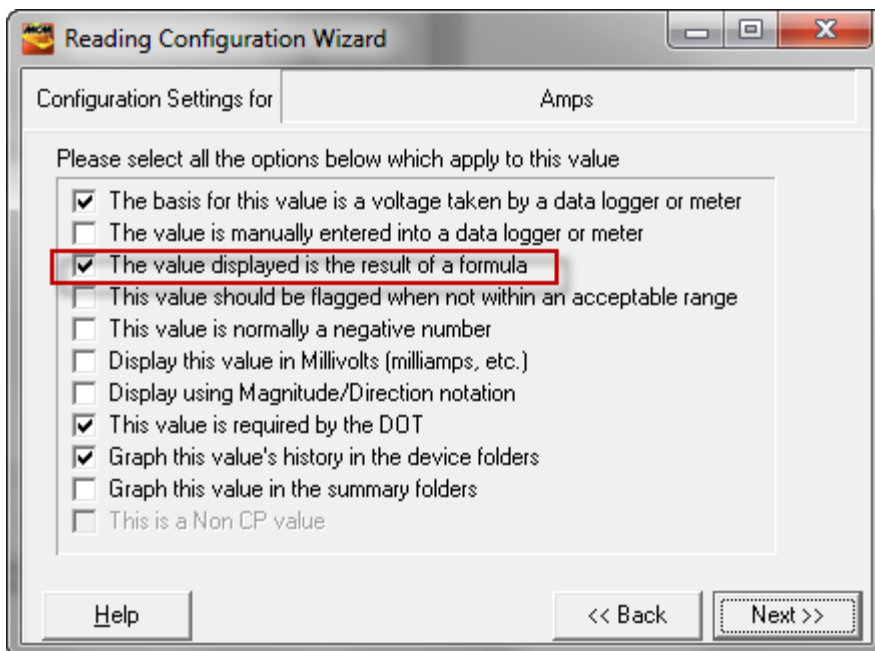 MCM
Reading Configuration Wizard
Configuration Settings for
Amps
Please select all the options below which apply to this value
The basis for this value is a voltage taken by a data logger or meter
The value is manually entered into a data logger or meter
The value displayed is the result of a formula
This value should be flagged when not within an acceptable range
This value is normally a negative number
Display this value in Millivolts (milliamps, etc.)
Display using Magnitude/Direction notation
This value is required by the DOT
Graph this value's history in the device folders
Graph this value in the summary folders
This is a Non CP value
Help
<< Back
Next >>